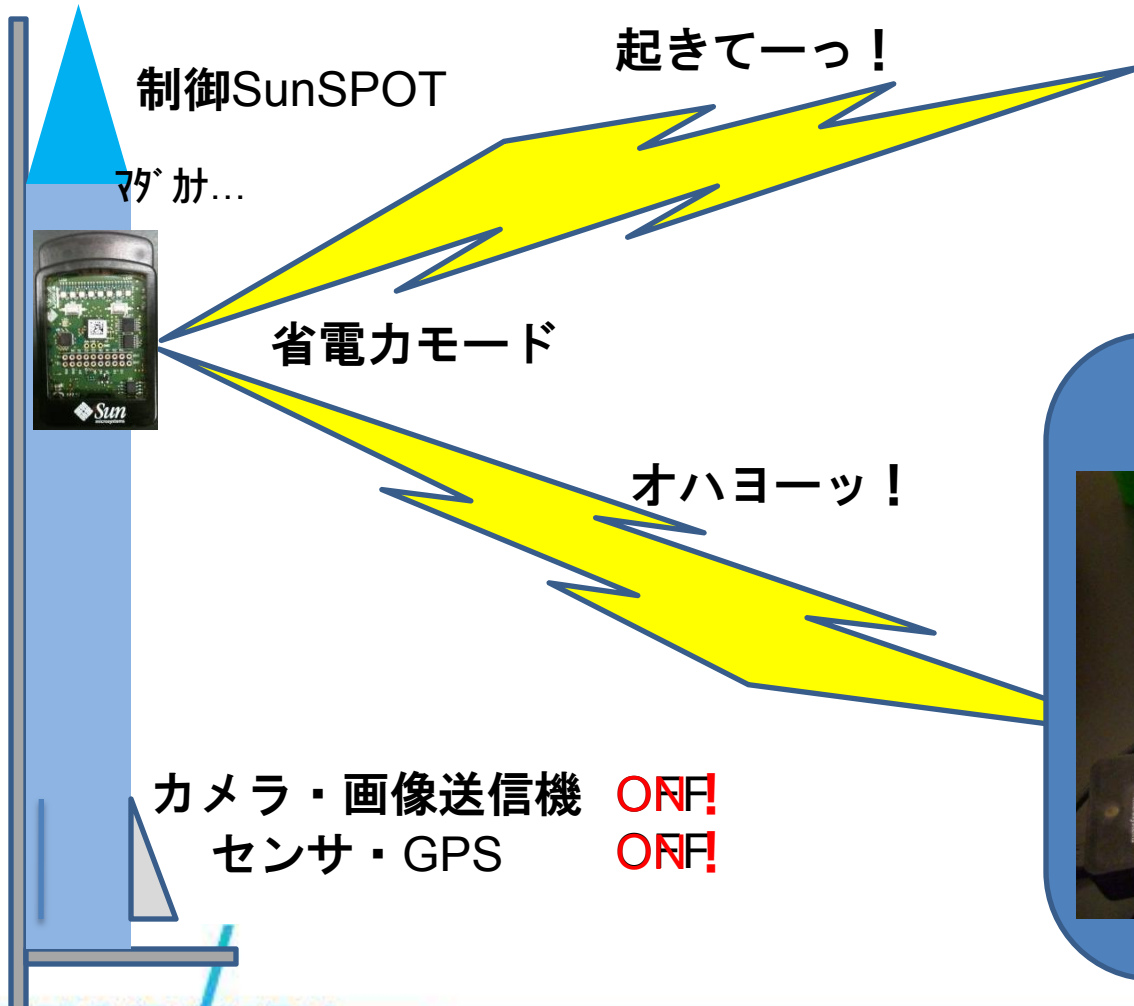 起きてーっ！
制御SunSPOT
ﾏﾀﾞｶﾅ…
Sun
microsystems
省電力モード
オハヨーッ！
カメラ・画像送信機
センサ・GPS